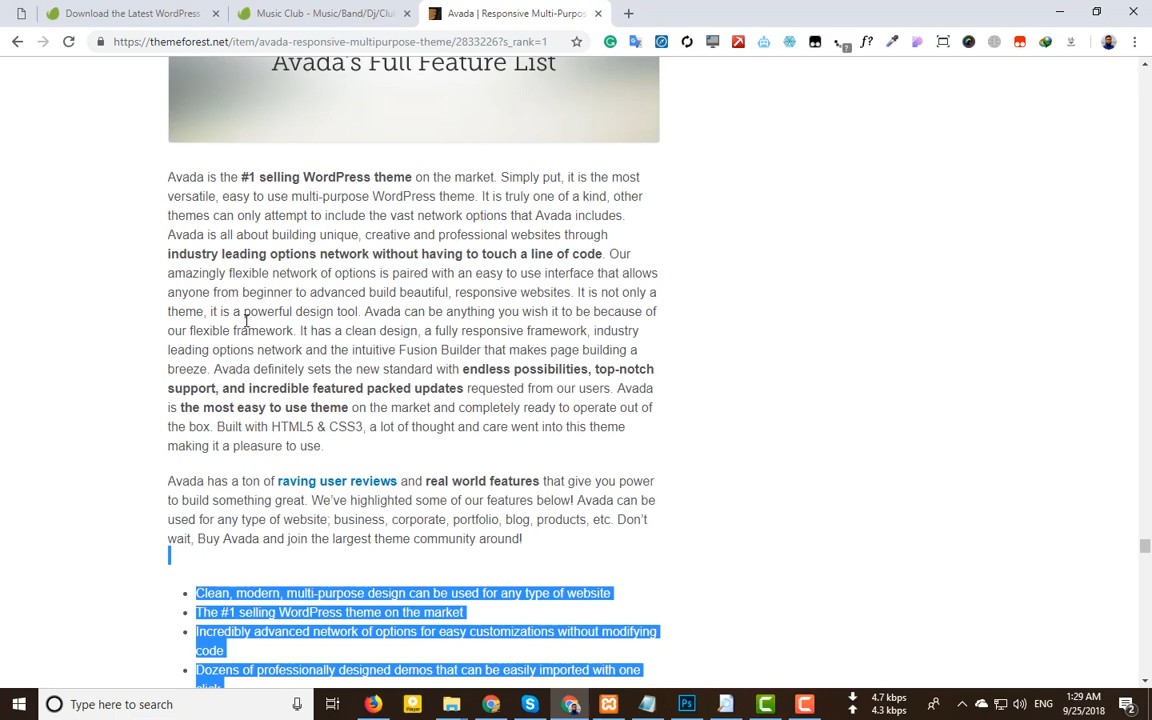 Download the Latest WordPress
Music Club - Music/Band/Dj/Club
Avada | Responsive Multi-Purpos
https://themeforest.net/item/avada-responsive-multipurpose-theme/2833226?s_rank=1
Avada's Full Feature List
Avada is the #1 selling WordPress theme on the market. Simply put, it is the most
versatile, easy to use multi-purpose WordPress theme. It is truly one of a kind, other
themes can only attempt to include the vast network options that Avada includes.
Avada is all about building unique, creative and professional websites through
industry leading options network without having to touch a line of code. Our
amazingly flexible network of options is paired with an easy to use interface that allows
anyone from beginner to advanced build beautiful, responsive websites. It is not only a
theme, it is a powerful design tool. Avada can be anything you wish it to be because of
our flexible framework. It has a clean design, a fully responsive framework, industry
leading options network and the intuitive Fusion Builder that makes page building a
breeze. Avada definitely sets the new standard with endless possibilities, top-notch
support, and incredible featured packed updates requested from our users. Avada
is the most easy to use theme on the market and completely ready to operate out of
the box. Built with HTML5 & CSS3, a lot of thought and care went into this theme
making it a pleasure to use.
Avada has a ton of raving user reviews and real world features that give you power
to build something great. We've highlighted some of our features below! Avada can be
used for any type of website; business, corporate, portfolio, blog, products, etc. Don't
wait, Buy Avada and join the largest theme community around!
Clean, modern, multi-purpose design can be used for any type of website
The #1 selling WordPress theme on the market
Incredibly advanced network of options for easy customizations without modifying
code
Dozens of professionally designed demos that can be easily imported with one
click
Type here to search
4.7 kbps
4.3 kbps
ENG
1:29 AM
9/25/2018
2